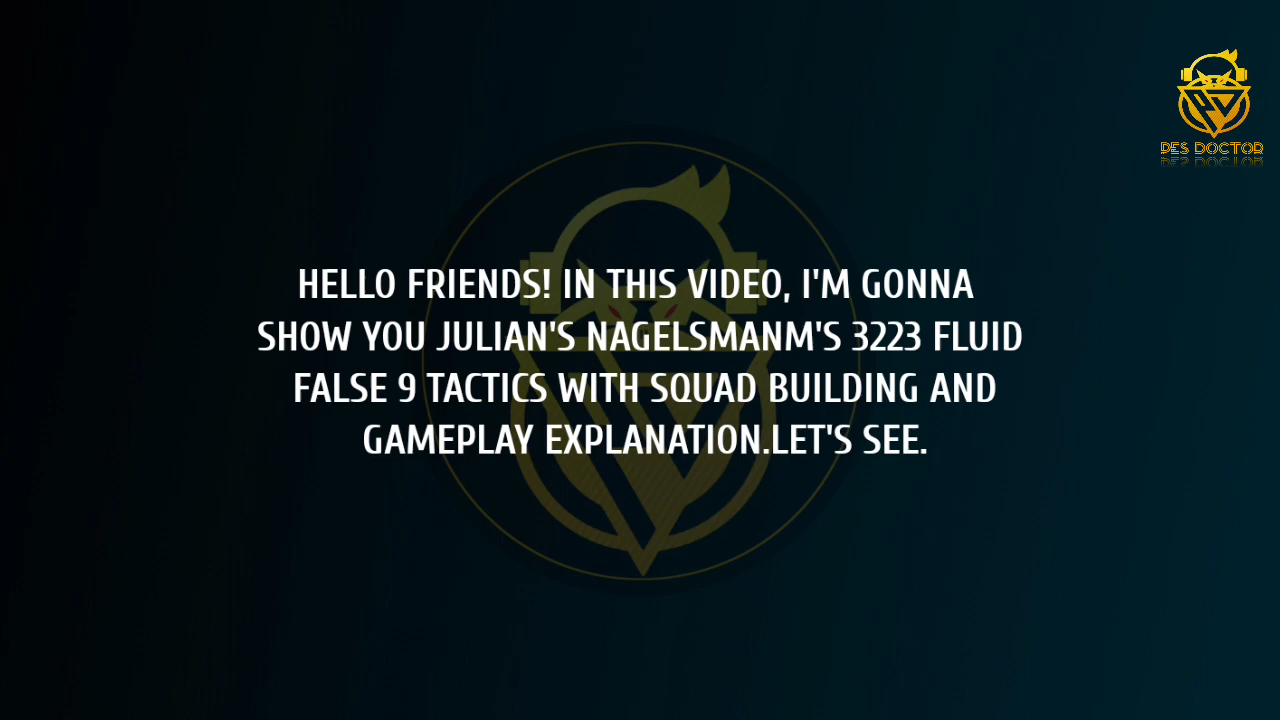 PES DOCTOR
HELLO FRIENDS! IN THIS VIDEO, I'M GONNA
SHOW YOU JULIAN'S NAGELSMANM'S 3223 FLUID
FALSE 9 TACTICS WITH SQUAD BUILDING AND
GAMEPLAY EXPLANATION.LET'S SEE.